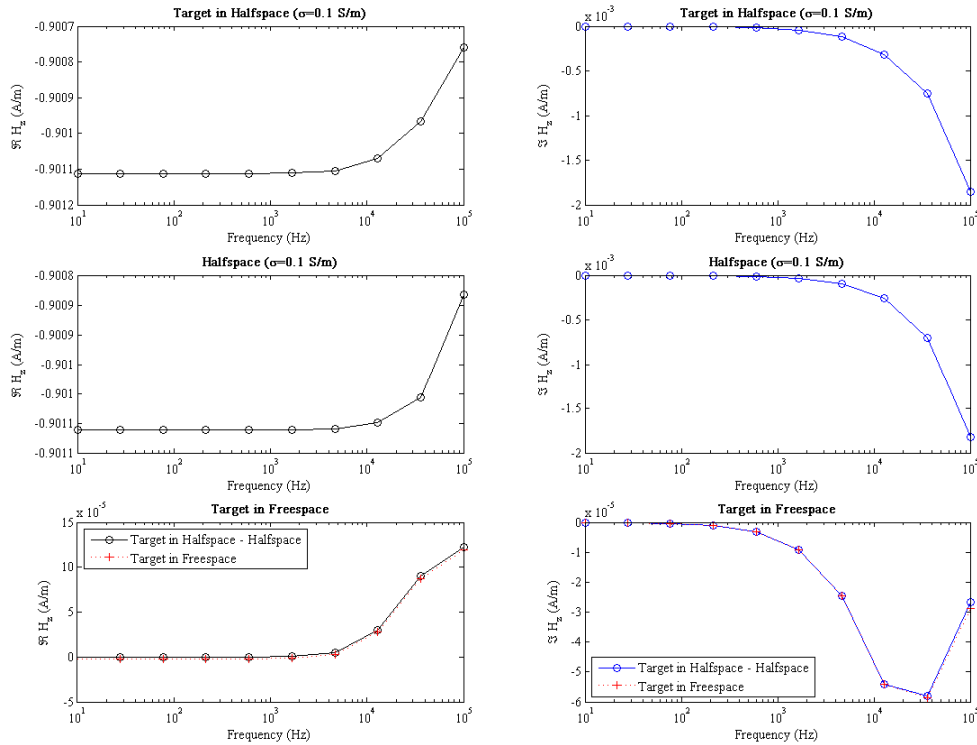 Target in Halfspace (σ=0.1 S/m)
-0.9007
-0.9008
-0.9009
-0.901
-0.9011
-0.9012
ℜ H_z (A/m)
10^1 10^2 10^3 10^4 10^5
Frequency (Hz)
Target in Halfspace (σ=0.1 S/m)
x 10^-3
0
-0.5
-1
-1.5
-2
ℑ H_z (A/m)
10^1 10^2 10^3 10^4 10^5
Frequency (Hz)
Halfspace (σ=0.1 S/m)
-0.9008
-0.9009
-0.9009
-0.901
-0.901
-0.9011
-0.9011
ℜ H_z (A/m)
10^1 10^2 10^3 10^4 10^5
Frequency (Hz)
Halfspace (σ=0.1 S/m)
x 10^-3
0
-0.5
-1
-1.5
-2
ℑ H_z (A/m)
10^1 10^2 10^3 10^4 10^5
Frequency (Hz)
Target in Freespace
x 10^-5
15
10
5
0
-5
ℜ H_z (A/m)
Target in Halfspace - Halfspace
Target in Freespace
10^1 10^2 10^3 10^4 10^5
Frequency (Hz)
Target in Freespace
x 10^-5
0
-1
-2
-3
-4
-5
-6
ℑ H_z (A/m)
Target in Halfspace - Halfspace
Target in Freespace
10^1 10^2 10^3 10^4 10^5
Frequency (Hz)